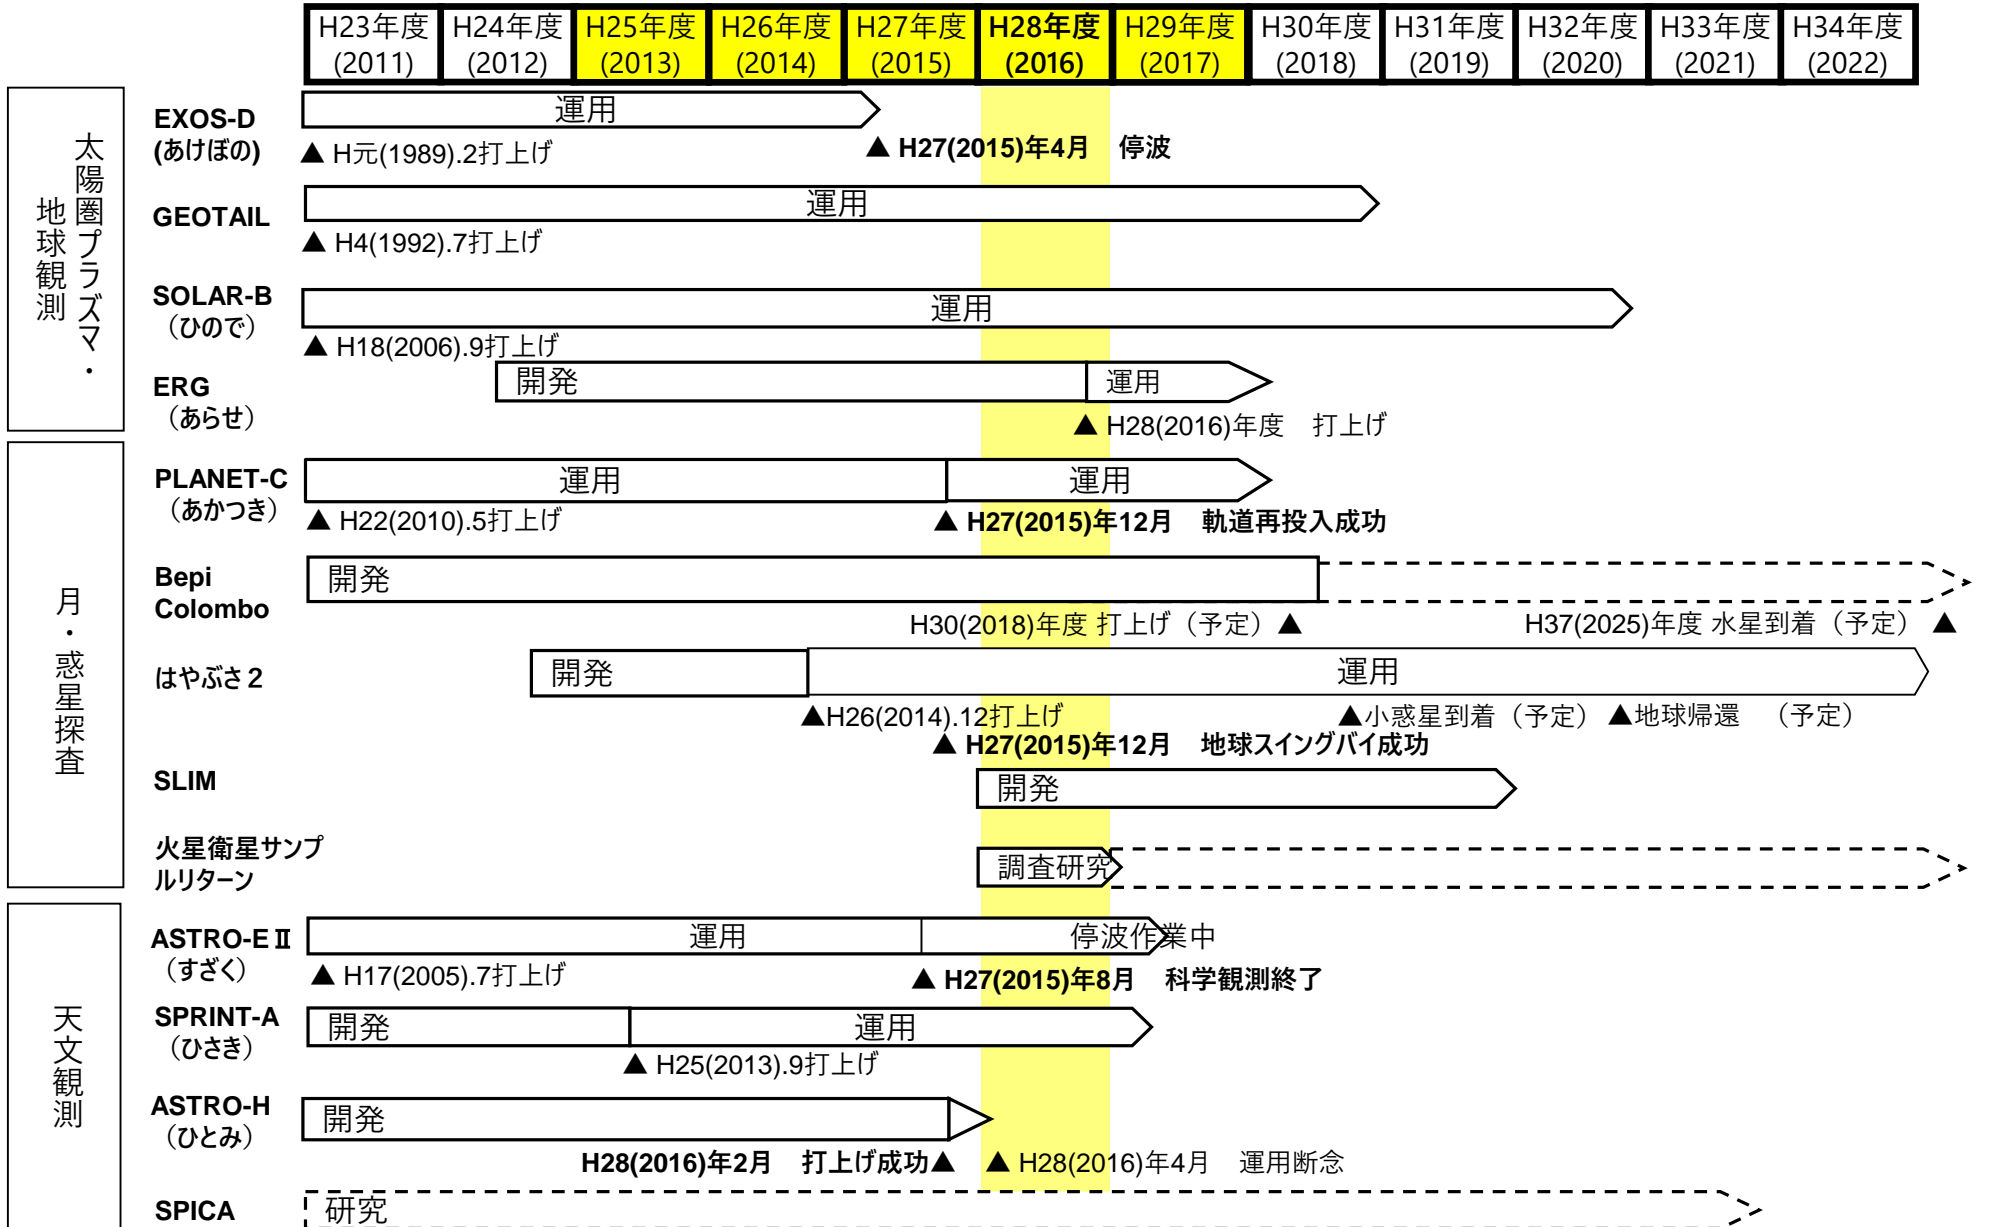 H23年度 H24年度 H25年度 H26年度 H27年度 H28年度 H29年度 H30年度 H31年度 H32年度 H33年度 H34年度
(2011) (2012) (2013) (2014) (2015) (2016) (2017) (2018) (2019) (2020) (2021) (2022)
太陽圏プラズマ・
地球観測
EXOS-D
(あけぼの)
運用
▲ H元(1989).2打上げ
▲ H27(2015)年4月 停波
GEOTAIL
運用
▲ H4(1992).7打上げ
SOLAR-B
（ひので）
運用
▲ H18(2006).9打上げ
ERG
（あらせ）
開発 運用
▲ H28(2016)年度 打上げ
月・惑星探査
PLANET-C
（あかつき）
運用 運用
▲ H22(2010).5打上げ
▲ H27(2015)年12月 軌道再投入成功
Bepi
Colombo
開発
H30(2018)年度 打上げ（予定）▲
H37(2025)年度 水星到着（予定） ▲
はやぶさ２
開発 運用
▲H26(2014).12打上げ
▲小惑星到着（予定） ▲地球帰還 （予定）
▲ H27(2015)年12月 地球スイングバイ成功
SLIM
開発
火星衛星サンプ
ルリターン
調査研究
天文観測
ASTRO-EⅡ
（すざく）
運用 停波作業中
▲ H17(2005).7打上げ
▲ H27(2015)年8月 科学観測終了
SPRINT-A
（ひさき）
開発 運用
▲ H25(2013).9打上げ
ASTRO-H
（ひとみ）
開発
H28(2016)年2月 打上げ成功▲
▲ H28(2016)年4月 運用断念
SPICA
研究